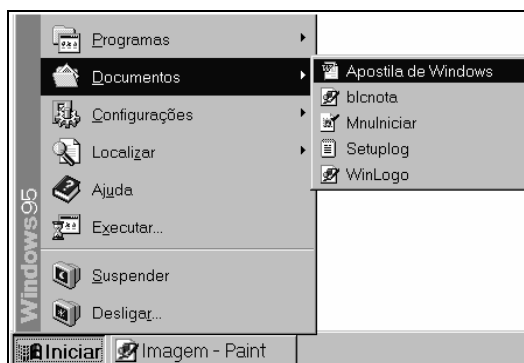 Programas
Documentos
Configurações
Localizar
Ajuda
Executar...
Suspender
Desligar...
Windows95
Apostila de Windows
blcnota
MnuIniciar
Setuplog
WinLogo
Iniciar
Imagem - Paint